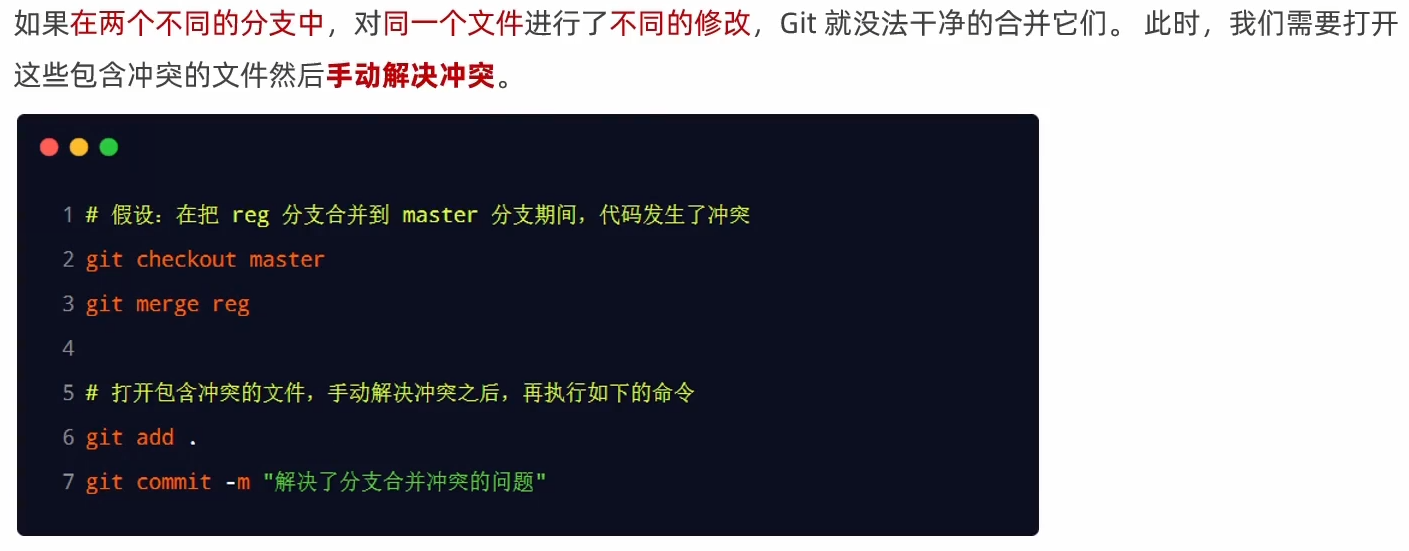 如果在两个不同的分支中，对同一个文件进行了不同的修改，Git 就没法干净的合并它们。 此时，我们需要打开
这些包含冲突的文件然后手动解决冲突。
1 # 假设：在把 reg 分支合并到 master 分支期间，代码发生了冲突
2 git checkout master
3 git merge reg
4
5 # 打开包含冲突的文件，手动解决冲突之后，再执行如下的命令
6 git add .
7 git commit -m "解决了分支合并冲突的问题"